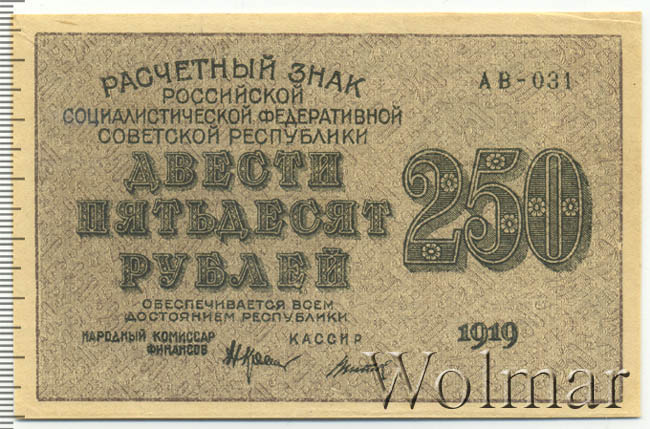 РАСЧЕТНЫЙ ЗНАК
РОССИЙСКОЙ
СОЦИАЛИСТИЧЕСКОЙ ФЕДЕРАТИВНОЙ
СОВЕТСКОЙ РЕСПУБЛИКИ
АВ-031
ДВЕСТИ
ПЯТЬДЕСЯТ
РУБЛЕЙ
250
ОБЕСПЕЧИВАЕТСЯ ВСЕМ
ДОСТОЯНИЕМ РЕСПУБЛИКИ
НАРОДНЫЙ КОМИССАР
ФИНАНСОВ
КАССИР
1919
Wolmar